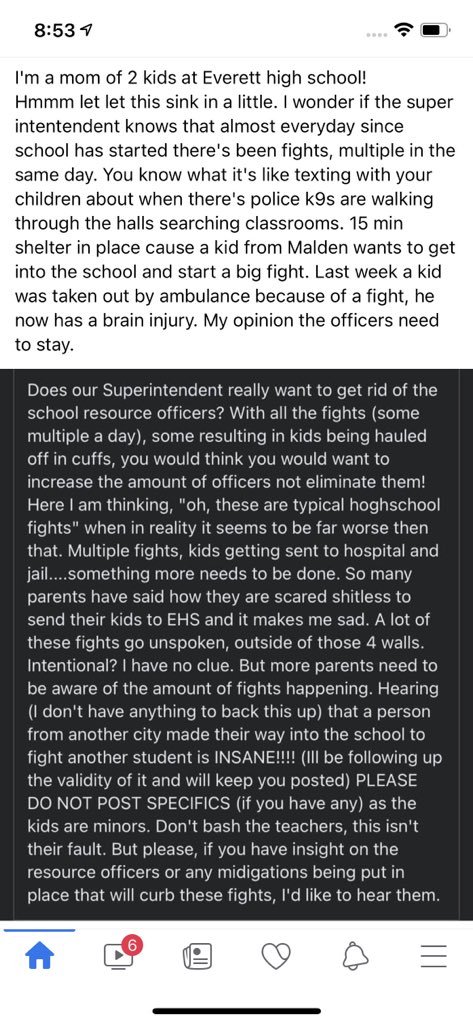 8:53
I'm a mom of 2 kids at Everett high school!
Hmmm let let this sink in a little. I wonder if the super
intentendent knows that almost everyday since
school has started there's been fights, multiple in the
same day. You know what it's like texting with your
children about when there's police k9s are walking
through the halls searching classrooms. 15 min
shelter in place cause a kid from Malden wants to get
into the school and start a big fight. Last week a kid
was taken out by ambulance because of a fight, he
now has a brain injury. My opinion the officers need
to stay.
Does our Superintendent really want to get rid of the
school resource officers? With all the fights (some
multiple a day), some resulting in kids being hauled
off in cuffs, you would think you would want to
increase the amount of officers not eliminate them!
Here I am thinking, "oh, these are typical hoghschool
fights" when in reality it seems to be far worse then
that. Multiple fights, kids getting sent to hospital and
jail....something more needs to be done. So many
parents have said how they are scared shitless to
send their kids to EHS and it makes me sad. A lot of
these fights go unspoken, outside of those 4 walls.
Intentional? I have no clue. But more parents need to
be aware of the amount of fights happening. Hearing
(I don't have anything to back this up) that a person
from another city made their way into the school to
fight another student is INSANE!!!! (Ill be following up
the validity of it and will keep you posted) PLEASE
DO NOT POST SPECIFICS (if you have any) as the
kids are minors. Don't bash the teachers, this isn't
their fault. But please, if you have insight on the
resource officers or any midigations being put in
place that will curb these fights, I'd like to hear them.
6